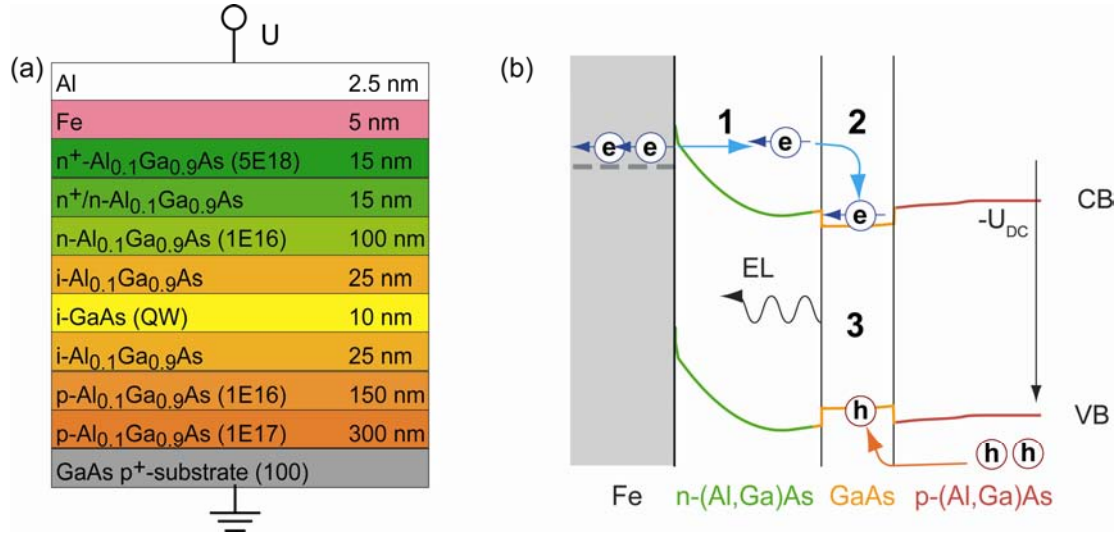 (a)
U
Al 2.5 nm
Fe 5 nm
n⁺-Al₀.₁Ga₀.₉As (5E18) 15 nm
n⁺/n-Al₀.₁Ga₀.₉As 15 nm
n-Al₀.₁Ga₀.₉As (1E16) 100 nm
i-Al₀.₁Ga₀.₉As 25 nm
i-GaAs (QW) 10 nm
i-Al₀.₁Ga₀.₉As 25 nm
p-Al₀.₁Ga₀.₉As (1E16) 150 nm
p-Al₀.₁Ga₀.₉As (1E17) 300 nm
GaAs p⁺-substrate (100)
(b)
1 2
e e e
e
CB
-U_DC
EL
3
h
VB
h h
Fe n-(Al,Ga)As GaAs p-(Al,Ga)As